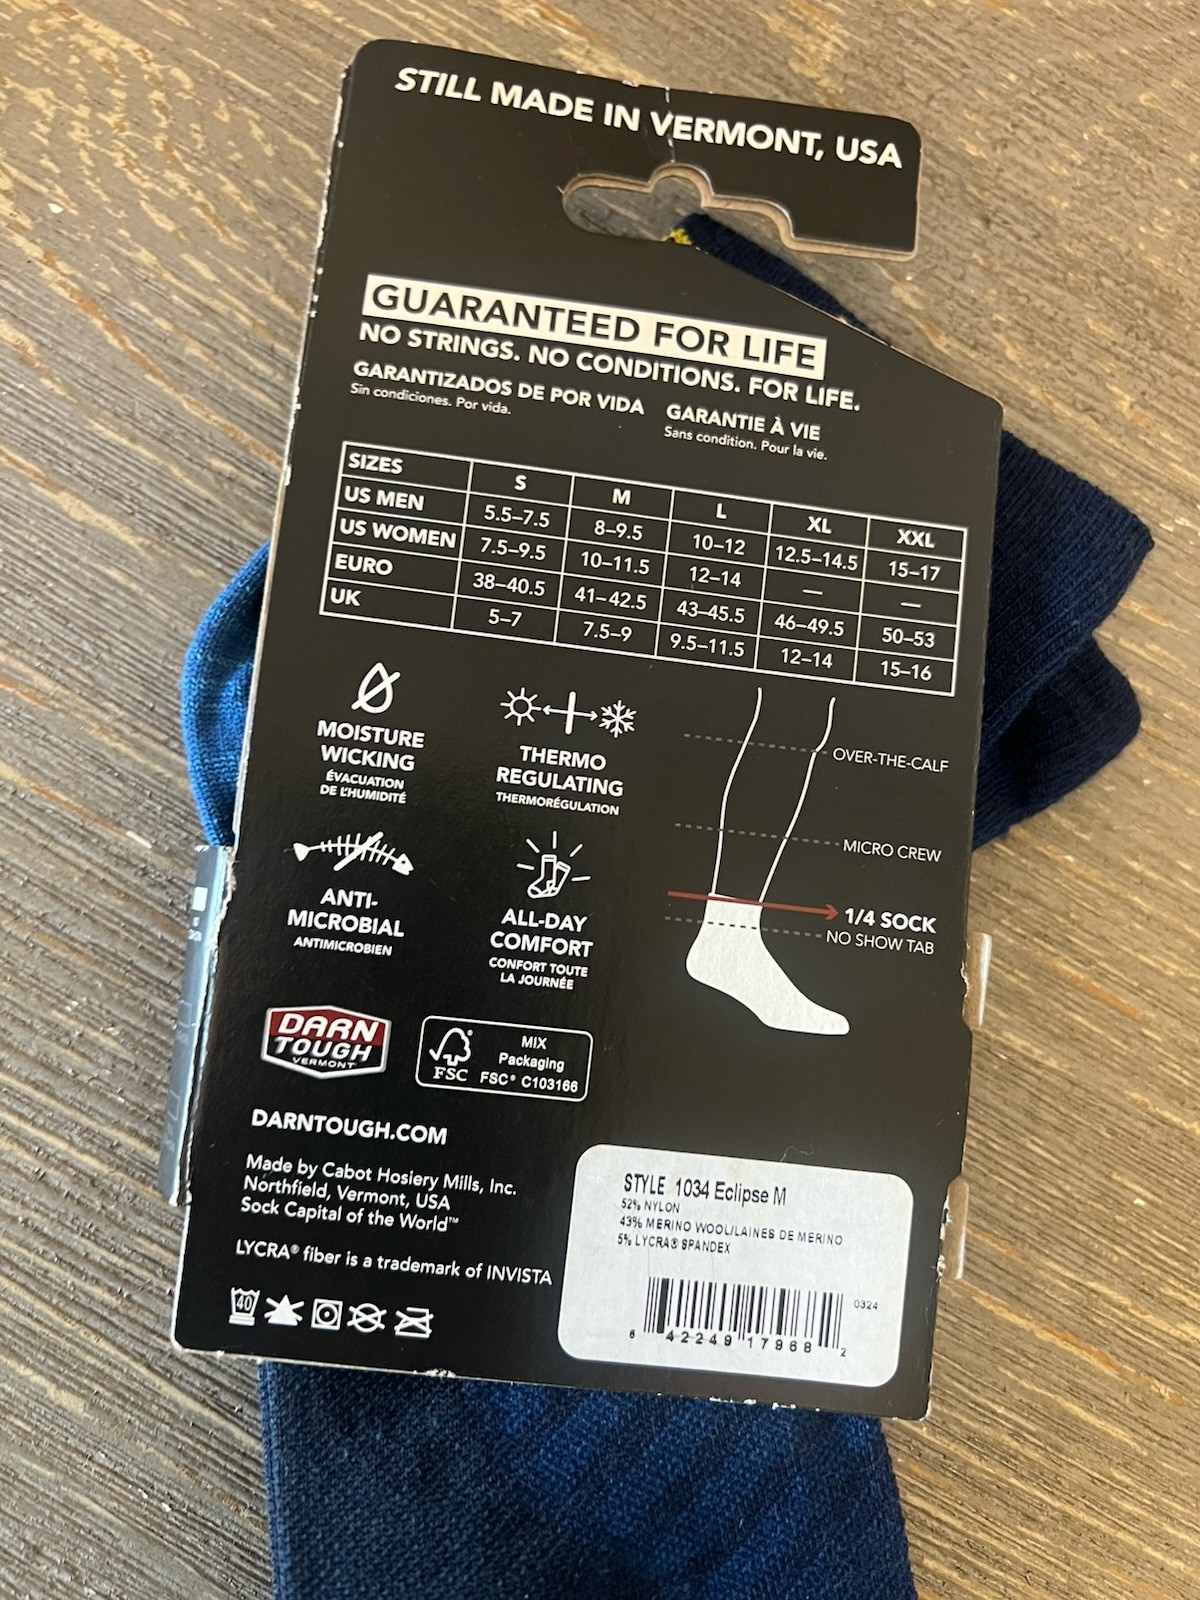 STILL MADE IN VERMONT, USA
GUARANTEED FOR LIFE
NO STRINGS. NO CONDITIONS. FOR LIFE.
GARANTIZADOS DE POR VIDA
Sin condiciones. Por vida.
GARANTIE À VIE
Sans condition. Pour la vie.
SIZES S M L XL XXL
US MEN 5.5–7.5 8–9.5 10–12 12.5–14.5 15–17
US WOMEN 7.5–9.5 10–11.5 12–14 — —
EURO 38–40.5 41–42.5 43–45.5 46–49.5 50–53
UK 5–7 7.5–9 9.5–11.5 12–14 15–16
MOISTURE
WICKING
ÉVACUATION
DE L'HUMIDITÉ
THERMO
REGULATING
THERMORÉGULATION
ANTI-
MICROBIAL
ANTIMICROBIEN
ALL-DAY
COMFORT
CONFORT TOUTE
LA JOURNÉE
OVER-THE-CALF
MICRO CREW
1/4 SOCK
NO SHOW TAB
DARN
TOUGH
VERMONT
FSC
MIX
Packaging
FSC® C103166
DARNTOUGH.COM
Made by Cabot Hosiery Mills, Inc.
Northfield, Vermont, USA
Sock Capital of the World™
LYCRA® fiber is a trademark of INVISTA
40
STYLE 1034 Eclipse M
52% NYLON
43% MERINO WOOL/LAINES DE MERINO
5% LYCRA® SPANDEX
0324
6 42249 17968 2